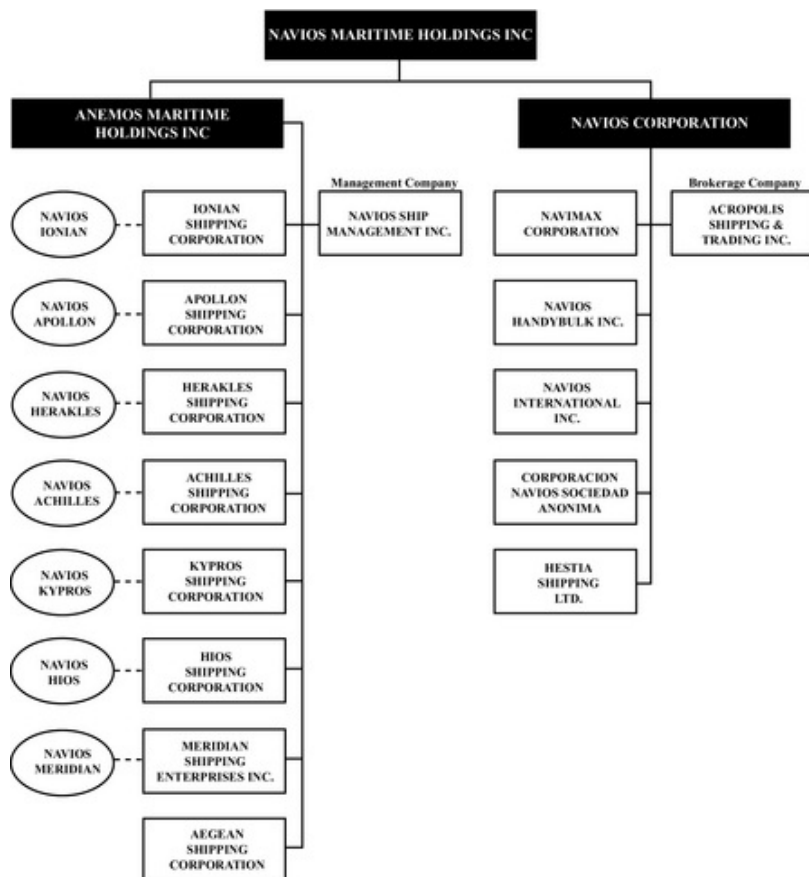 NAVIOS MARITIME HOLDINGS INC
ANEMOS MARITIME
HOLDINGS INC
NAVIOS CORPORATION
Management Company
Brokerage Company
NAVIOS
IONIAN
IONIAN
SHIPPING
CORPORATION
NAVIOS SHIP
MANAGEMENT INC.
NAVIMAX
CORPORATION
ACROPOLIS
SHIPPING &
TRADING INC.
NAVIOS
APOLLON
APOLLON
SHIPPING
CORPORATION
NAVIOS
HANDYBULK INC.
NAVIOS
HERAKLES
HERAKLES
SHIPPING
CORPORATION
NAVIOS
INTERNATIONAL
INC.
NAVIOS
ACHILLES
ACHILLES
SHIPPING
CORPORATION
CORPORACION
NAVIOS SOCIEDAD
ANONIMA
NAVIOS
KYPROS
KYPROS
SHIPPING
CORPORATION
HESTIA
SHIPPING
LTD.
NAVIOS
HIOS
HIOS
SHIPPING
CORPORATION
NAVIOS
MERIDIAN
MERIDIAN
SHIPPING
ENTERPRISES INC.
AEGEAN
SHIPPING
CORPORATION